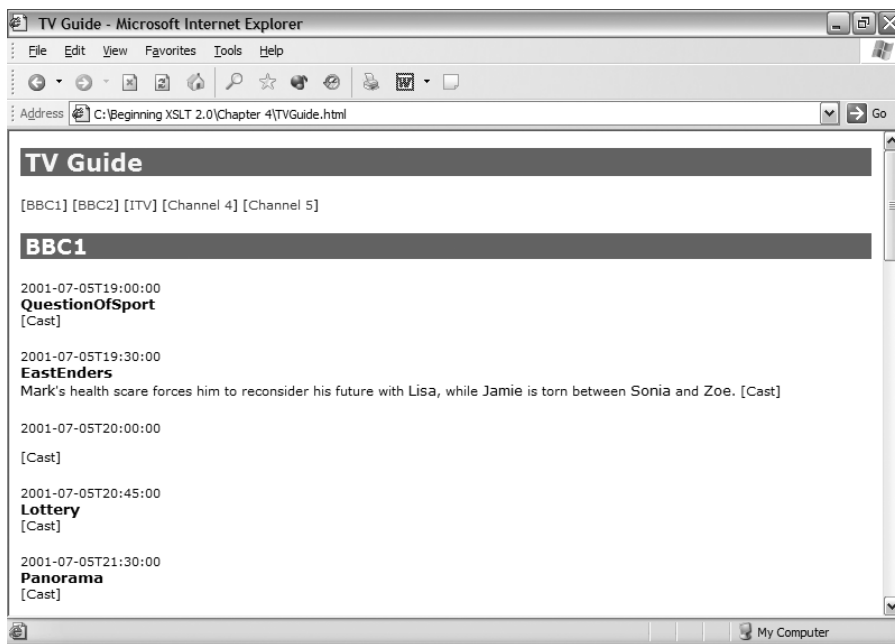 TV Guide - Microsoft Internet Explorer
File Edit View Favorites Tools Help
Address C:\Beginning XSLT 2.0\Chapter 4\TVGuide.html Go
TV Guide
[BBC1] [BBC2] [ITV] [Channel 4] [Channel 5]
BBC1
2001-07-05T19:00:00
QuestionOfSport
[Cast]
2001-07-05T19:30:00
EastEnders
Mark's health scare forces him to reconsider his future with Lisa, while Jamie is torn between Sonia and Zoe. [Cast]
2001-07-05T20:00:00
[Cast]
2001-07-05T20:45:00
Lottery
[Cast]
2001-07-05T21:30:00
Panorama
[Cast]
My Computer